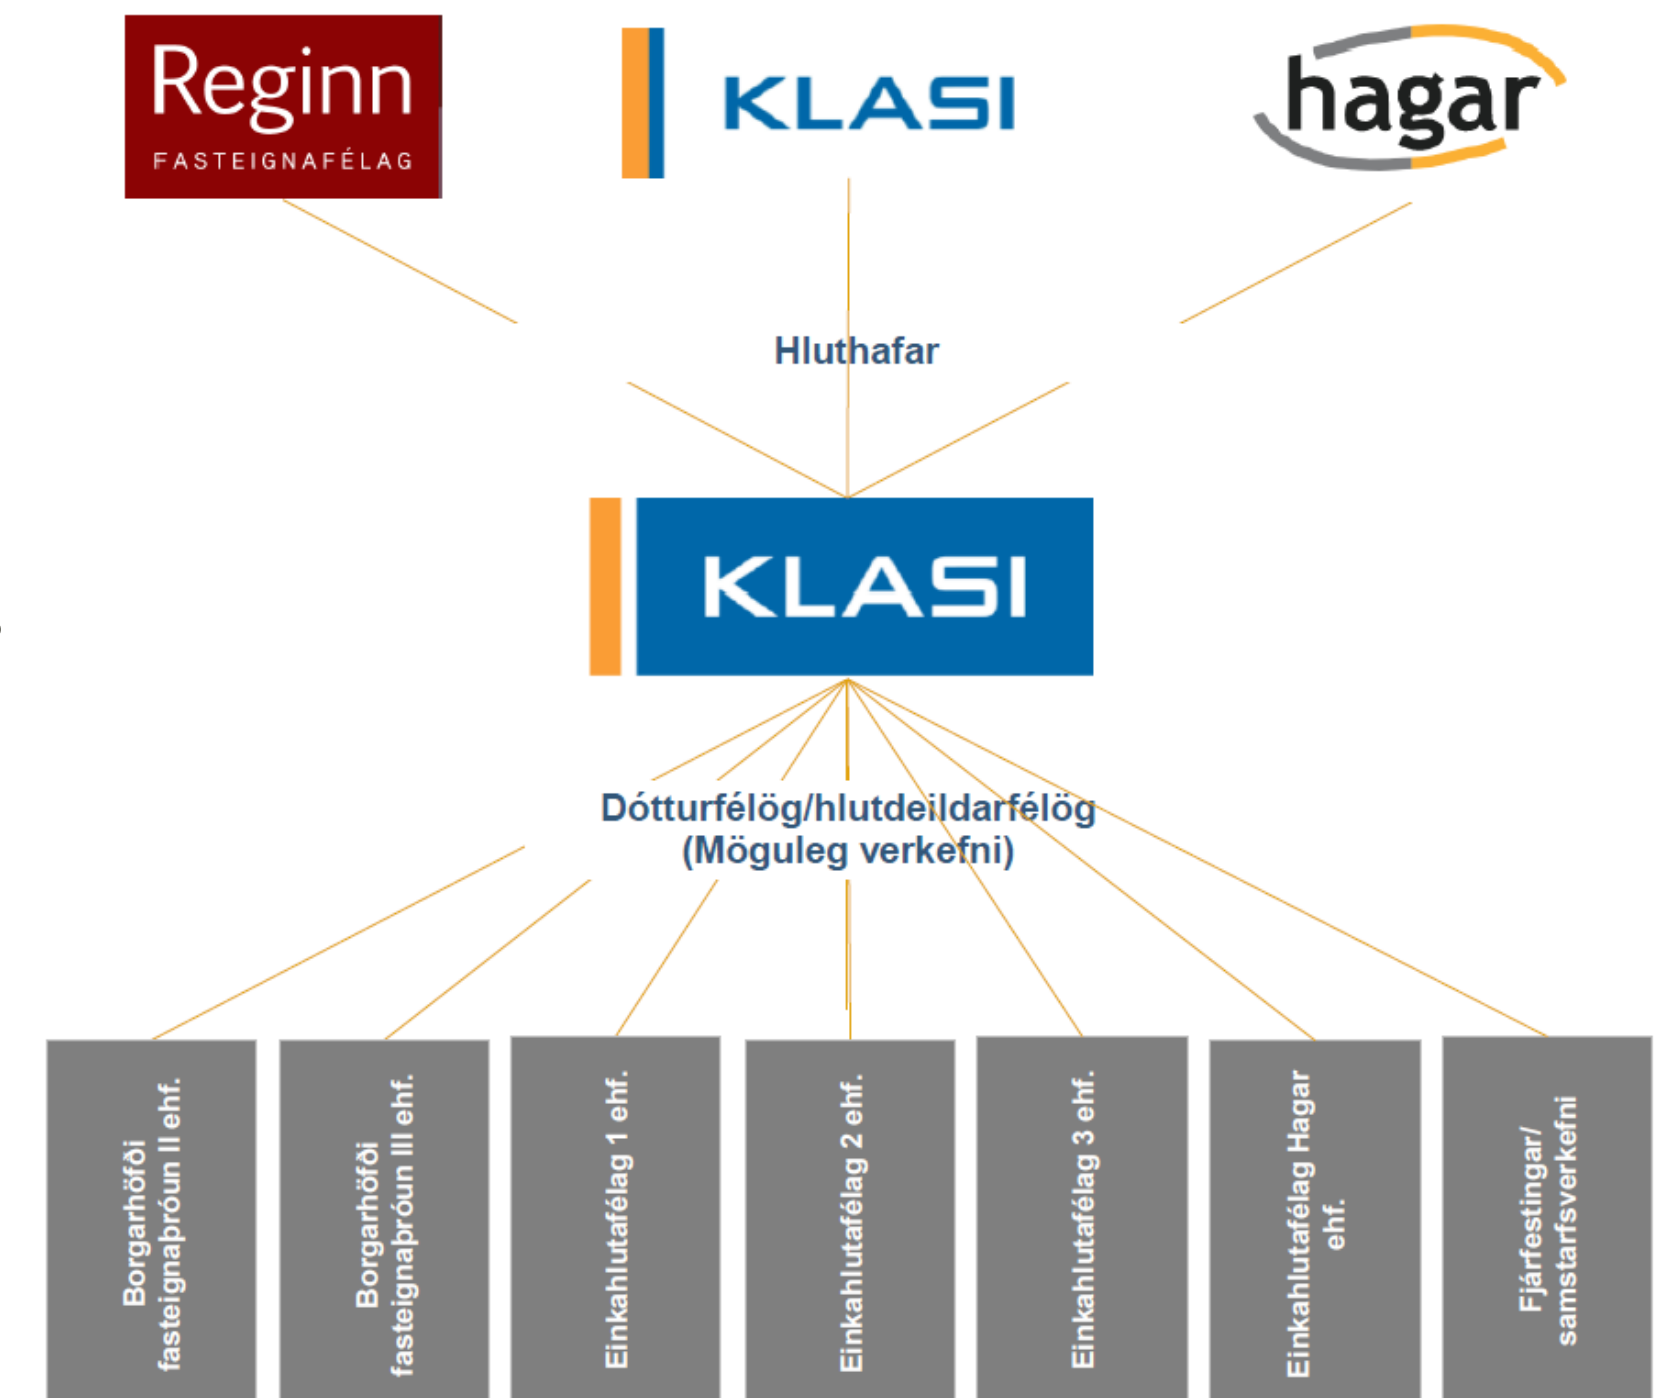 Reginn
FASTEIGNAFÉLAG
KLASI
hagar
Hluthafar
KLASI
Dótturfélög/hlutdeildarfélög
(Möguleg verkefni)
Borgarhöfði
fasteignaþróun II ehf.
Borgarhöfði
fasteignaþróun III ehf.
Einkahlutafélag 1 ehf.
Einkahlutafélag 2 ehf.
Einkahlutafélag 3 ehf.
Einkahlutafélag Hagar
ehf.
Fjárfestingar/
samstarfsverkefni